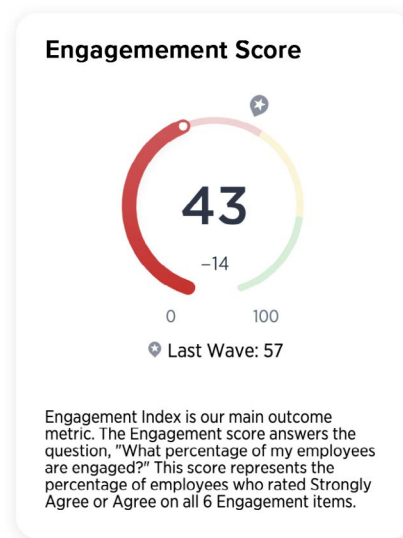 Engagemement Score
43
–14
0
100
Last Wave: 57
Engagement Index is our main outcome
metric. The Engagement score answers the
question, "What percentage of my employees
are engaged?" This score represents the
percentage of employees who rated Strongly
Agree or Agree on all 6 Engagement items.